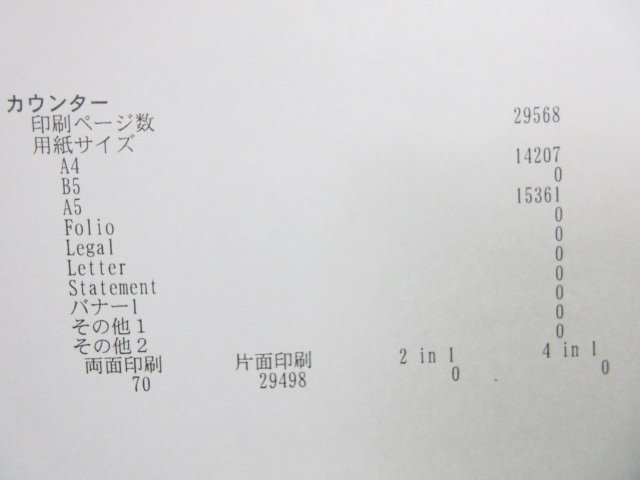 カウンター
印刷ページ数 29568
用紙サイズ
A4 14207
B5 0
A5 15361
Folio 0
Legal 0
Letter 0
Statement 0
バナー1 0
その他1 0
その他2 0
両面印刷 片面印刷 2 in 1 4 in 1
70 29498 0 0